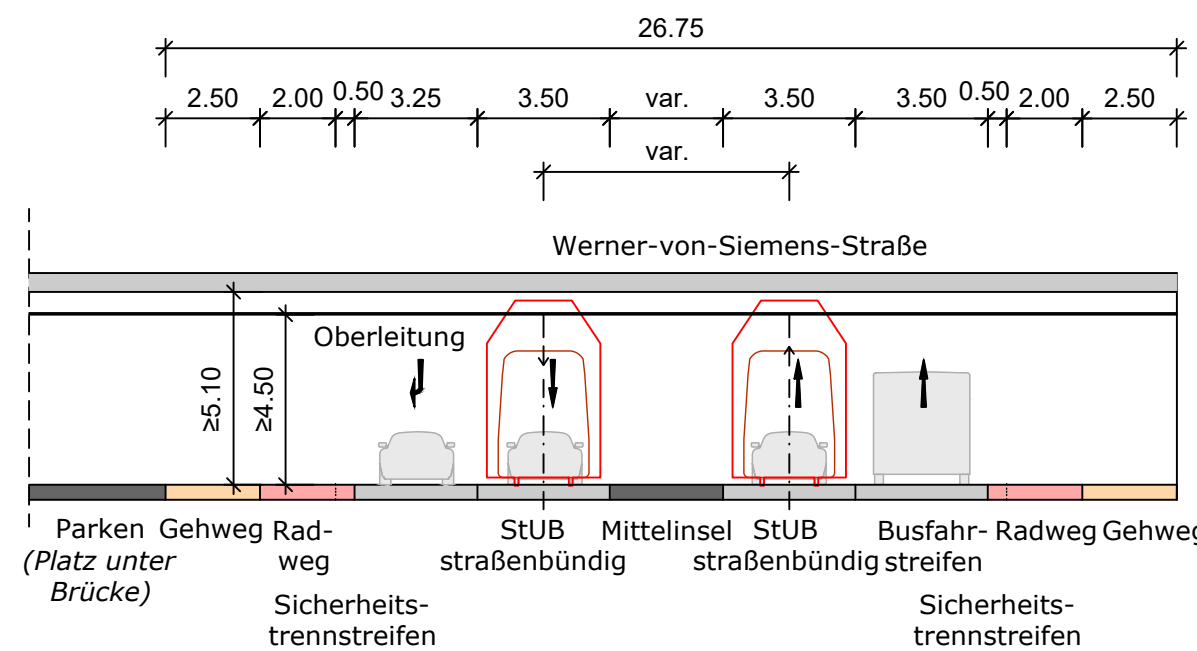 26.75
2.50 2.00 0.50 3.25 3.50 var. 3.50 3.50 0.50 2.00 2.50
var.
Werner-von-Siemens-Straße
Oberleitung
≥5.10
≥4.50
Parken Gehweg Rad- StUB Mittelinsel StUB Busfahr- Radweg Gehweg
(Platz unter weg straßenbündig straßenbündig streifen
Brücke)
Sicherheits- Sicherheits-
trennstreifen trennstreifen